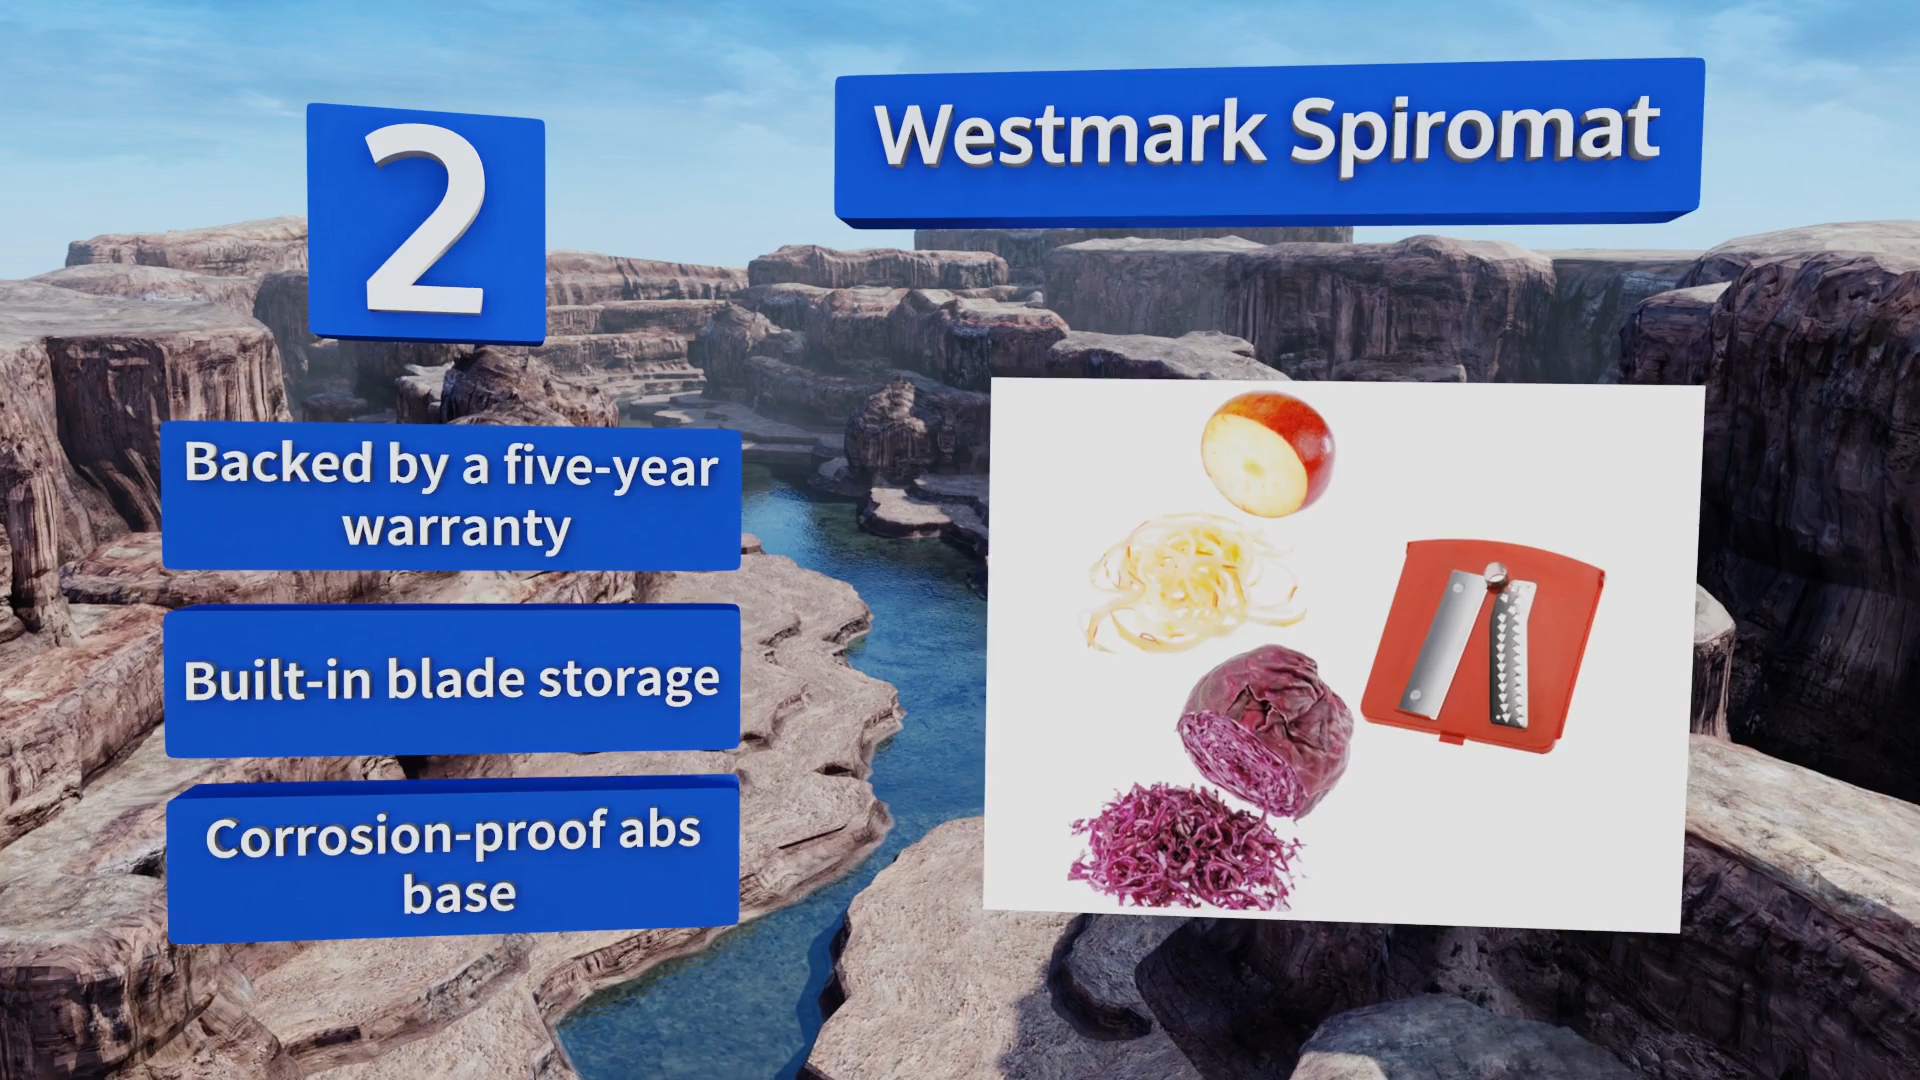 2
Westmark Spiromat
Backed by a five-year
warranty
Built-in blade storage
Corrosion-proof abs
base